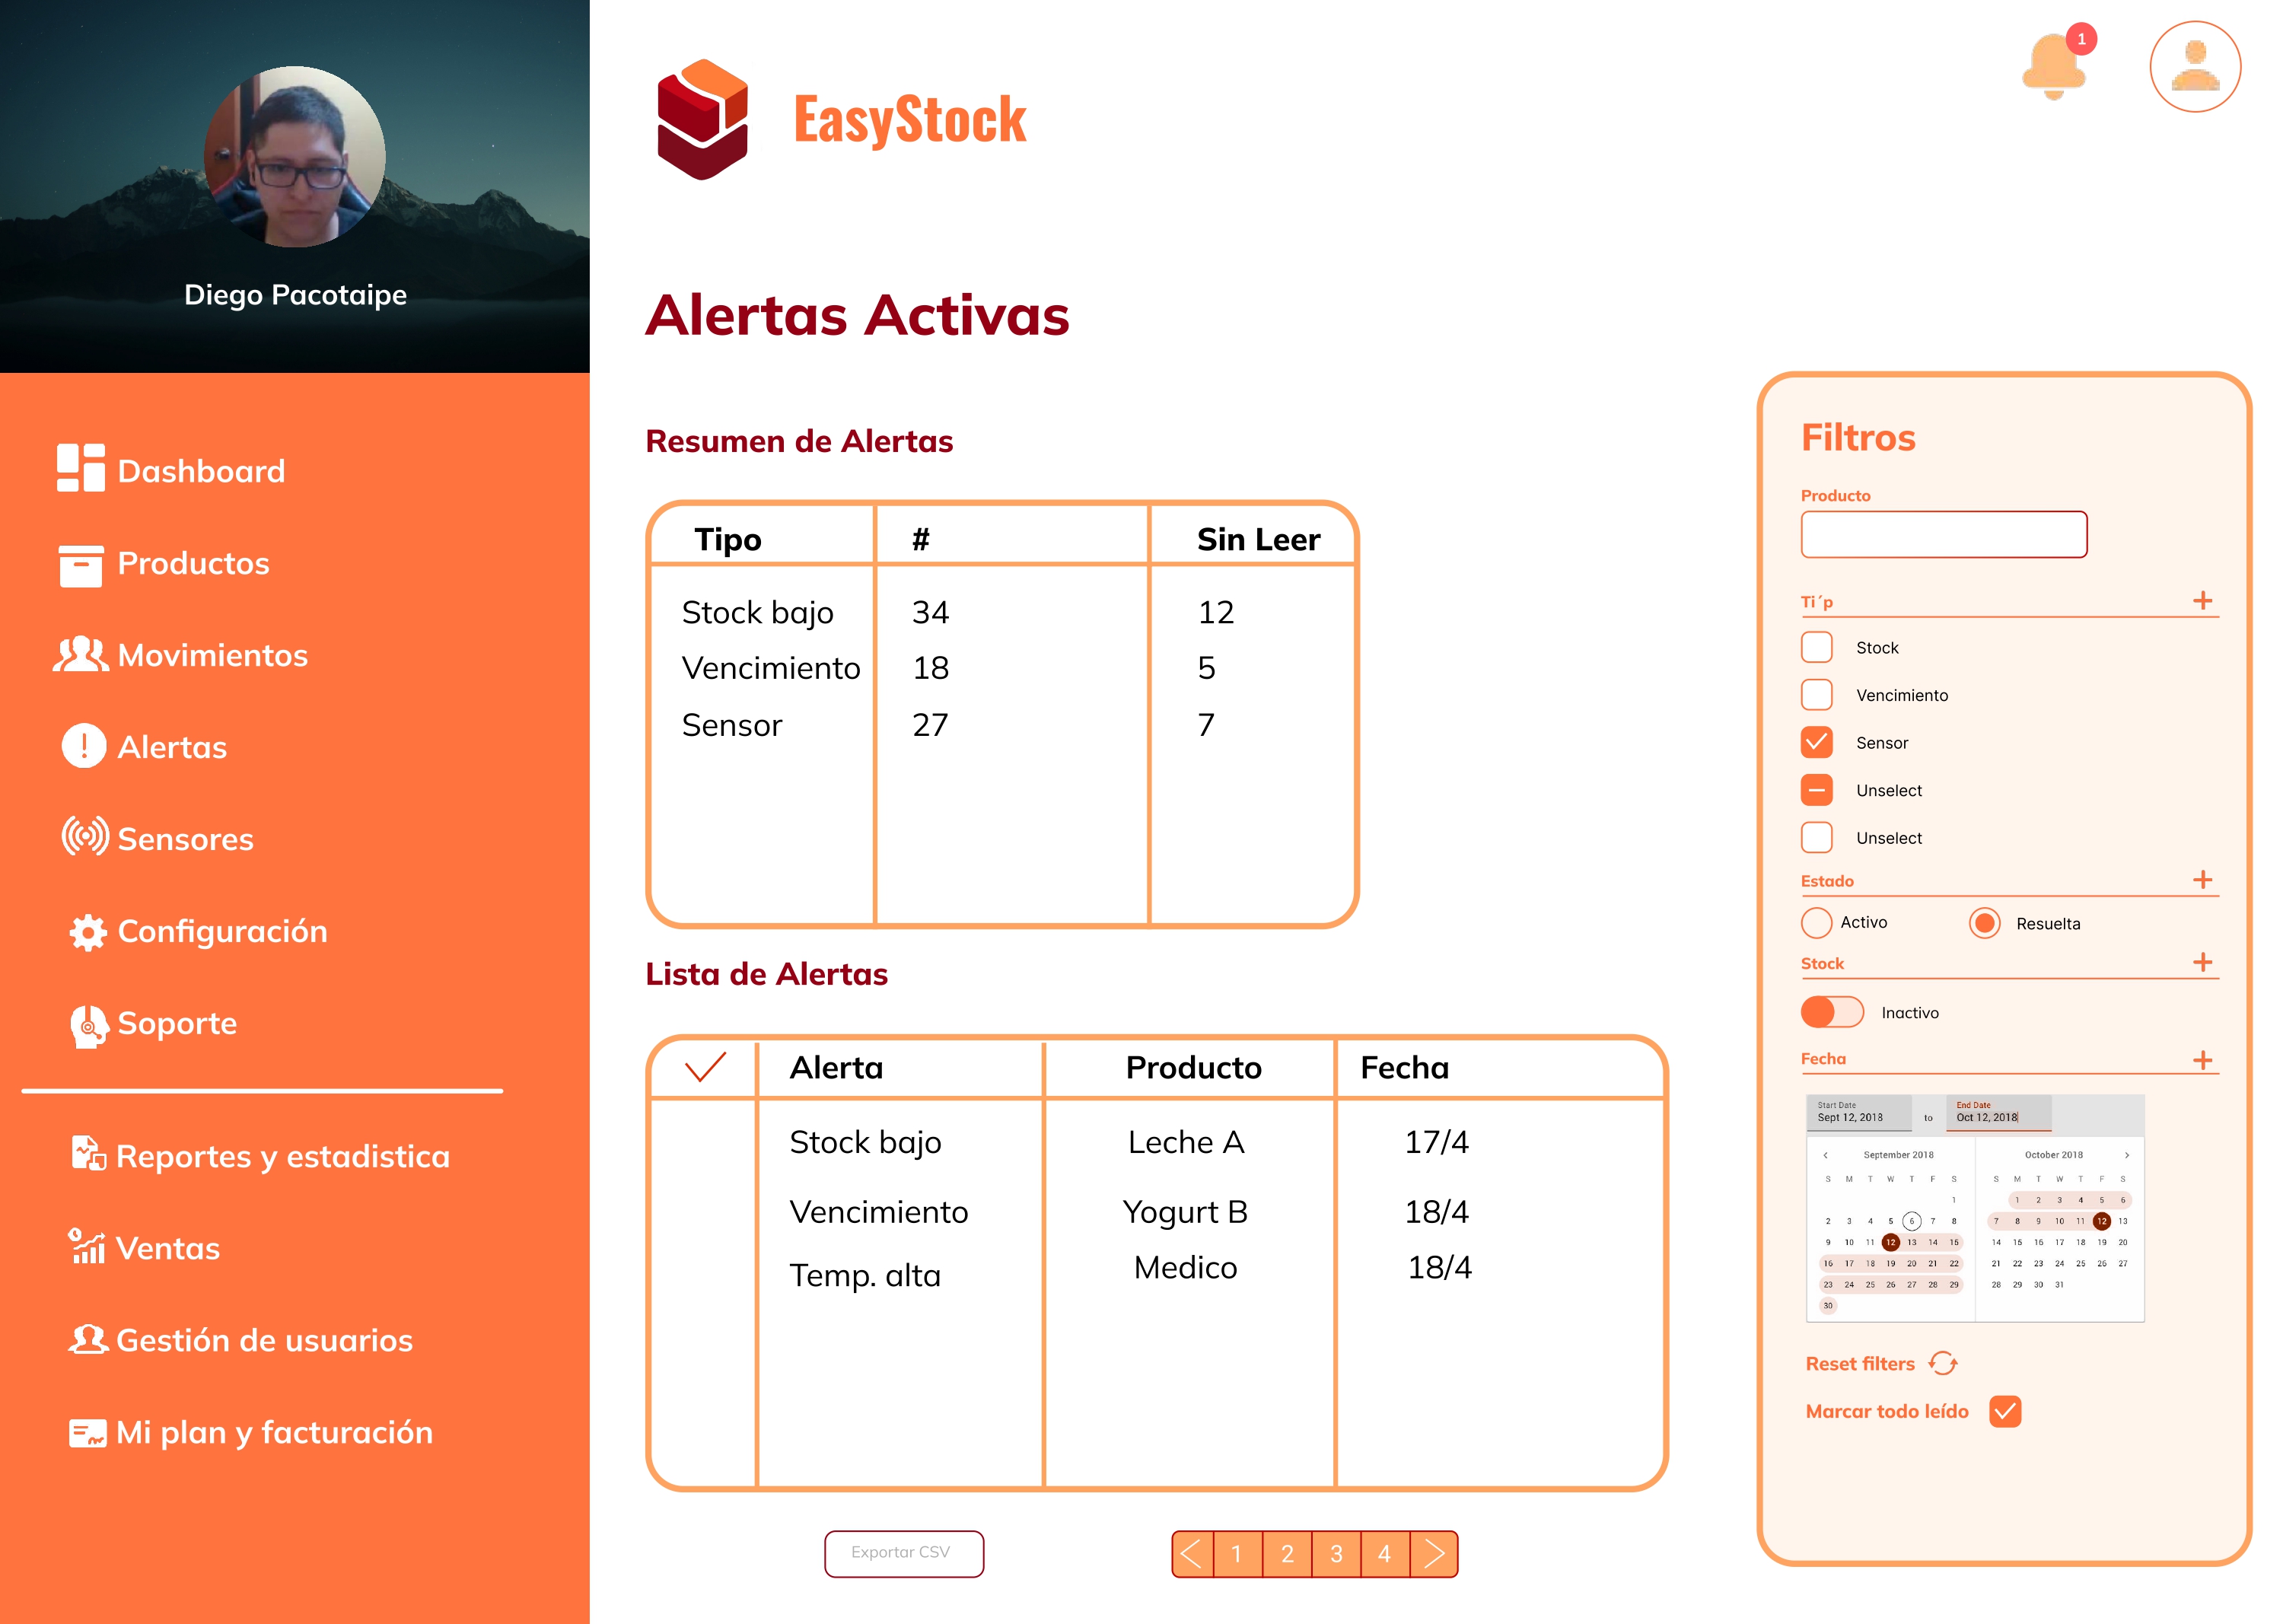 Diego Pacotaipe
Dashboard
Productos
Movimientos
Alertas
Sensores
Configuración
Soporte
Reportes y estadistica
Ventas
Gestión de usuarios
Mi plan y facturación
EasyStock
1
Alertas Activas
Resumen de Alertas
Tipo # Sin Leer
Stock bajo 34 12
Vencimiento 18 5
Sensor 27 7
Lista de Alertas
Alerta Producto Fecha
Stock bajo Leche A 17/4
Vencimiento Yogurt B 18/4
Temp. alta Medico 18/4
Exportar CSV
1 2 3 4
Filtros
Producto
Ti´p
Stock
Vencimiento
Sensor
Unselect
Unselect
Estado
Activo Resuelta
Stock
Inactivo
Fecha
Start Date End Date
Sept 12, 2018 to Oct 12, 2018
September 2018
S M T W T F S
1
2 3 4 5 6 7 8
9 10 11 12 13 14 15
16 17 18 19 20 21 22
23 24 25 26 27 28 29
30
October 2018
S M T W T F S
1 2 3 4 5 6
7 8 9 10 11 12 13
14 15 16 17 18 19 20
21 22 23 24 25 26 27
28 29 30 31
Reset filters
Marcar todo leído